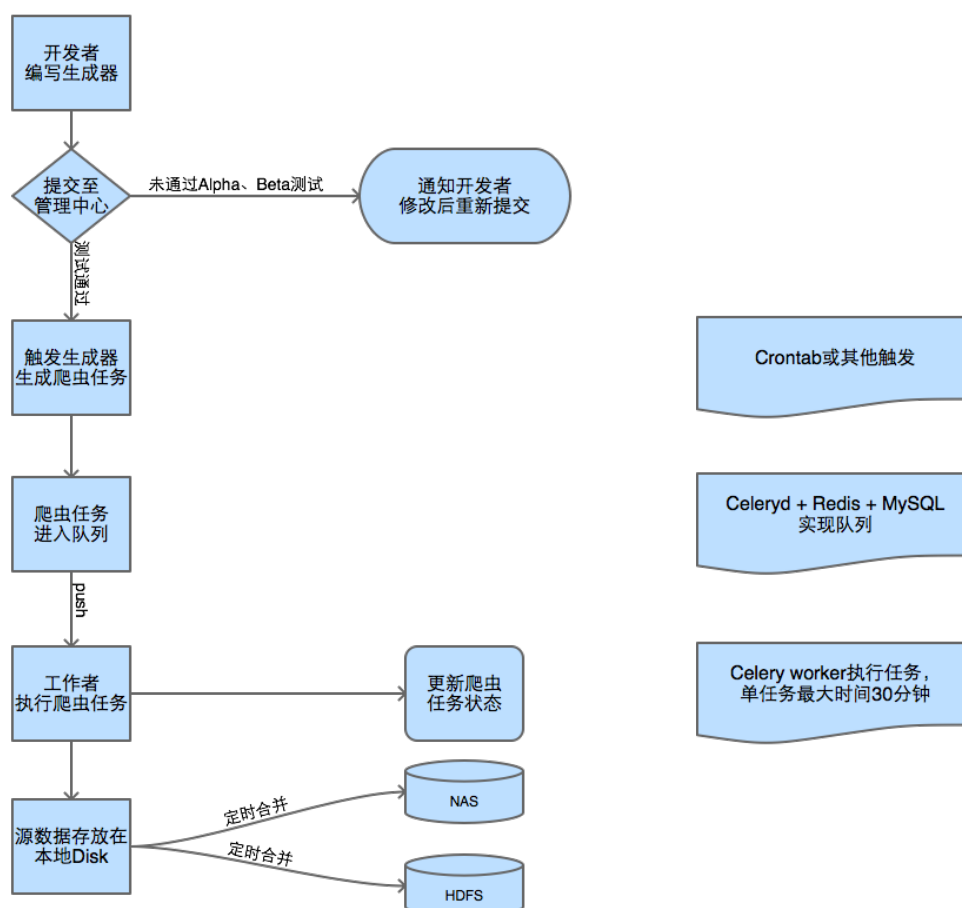 开发者
编写生成器
提交至
管理中心
未通过Alpha、Beta测试
通知开发者
修改后重新提交
测试通过
触发生成器
生成爬虫任务
Crontab或其他触发
爬虫任务
进入队列
Celeryd + Redis + MySQL
实现队列
push
工作者
执行爬虫任务
更新爬虫
任务状态
Celery worker执行任务，
单任务最大时间30分钟
源数据存放在
本地Disk
定时合并
NAS
定时合并
HDFS